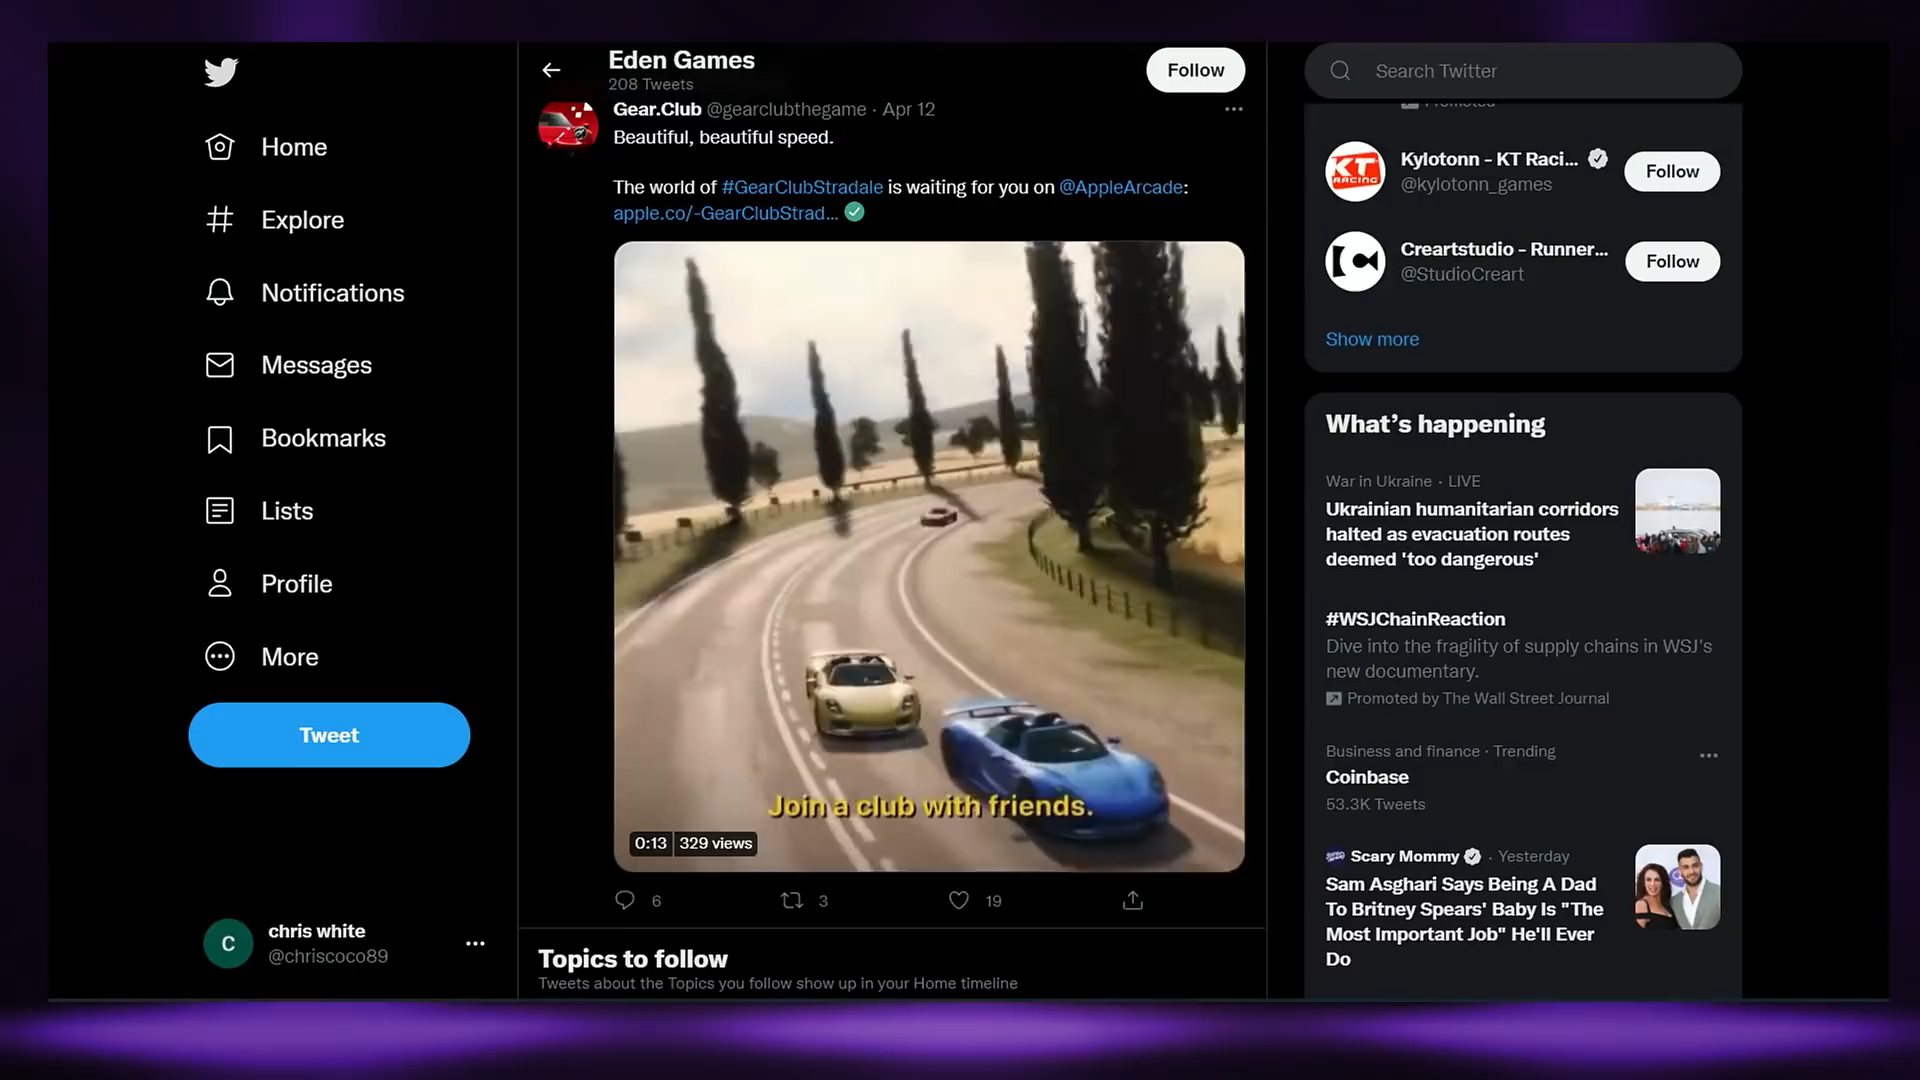 Home
Explore
Notifications
Messages
Bookmarks
Lists
Profile
More
Tweet
C
chris white
@chriscoco89
Eden Games
208 Tweets
Follow
Gear.Club @gearclubthegame · Apr 12
Beautiful, beautiful speed.
The world of #GearClubStradale is waiting for you on @AppleArcade:
apple.co/-GearClubStrad...
Join a club with friends.
0:13 329 views
6
3
19
Topics to follow
Tweets about the Topics you follow show up in your Home timeline
Search Twitter
Promoted
KT
RACING
Kylotonn - KT Raci...
@kylotonn_games
Follow
Creartstudio - Runner...
@StudioCreart
Follow
Show more
What's happening
War in Ukraine · LIVE
Ukrainian humanitarian corridors
halted as evacuation routes
deemed 'too dangerous'
#WSJChainReaction
Dive into the fragility of supply chains in WSJ's
new documentary.
Promoted by The Wall Street Journal
Business and finance · Trending
Coinbase
53.3K Tweets
Scary Mommy · Yesterday
Sam Asghari Says Being A Dad
To Britney Spears' Baby Is "The
Most Important Job" He'll Ever
Do